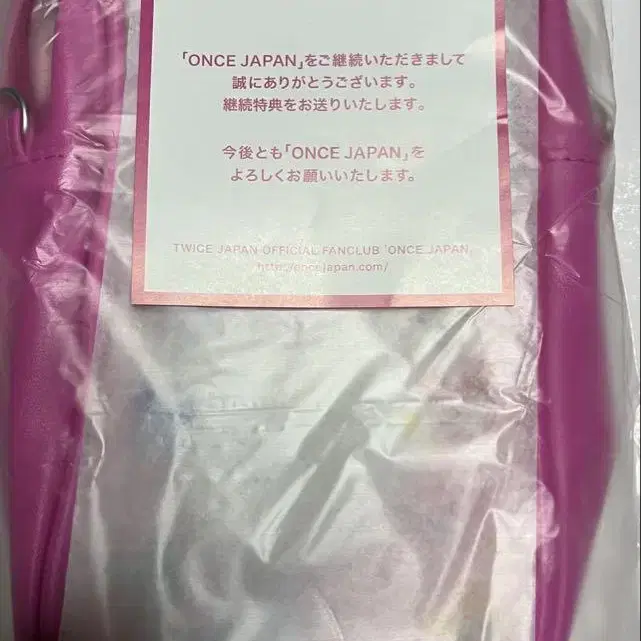 「ONCE JAPAN」をご継続いただきまして
誠にありがとうございます。
継続特典をお送りいたします。
今後とも「ONCE JAPAN」を
よろしくお願いいたします。
TWICE JAPAN OFFICIAL FANCLUB 「ONCE JAPAN」
http://oncejapan.com/